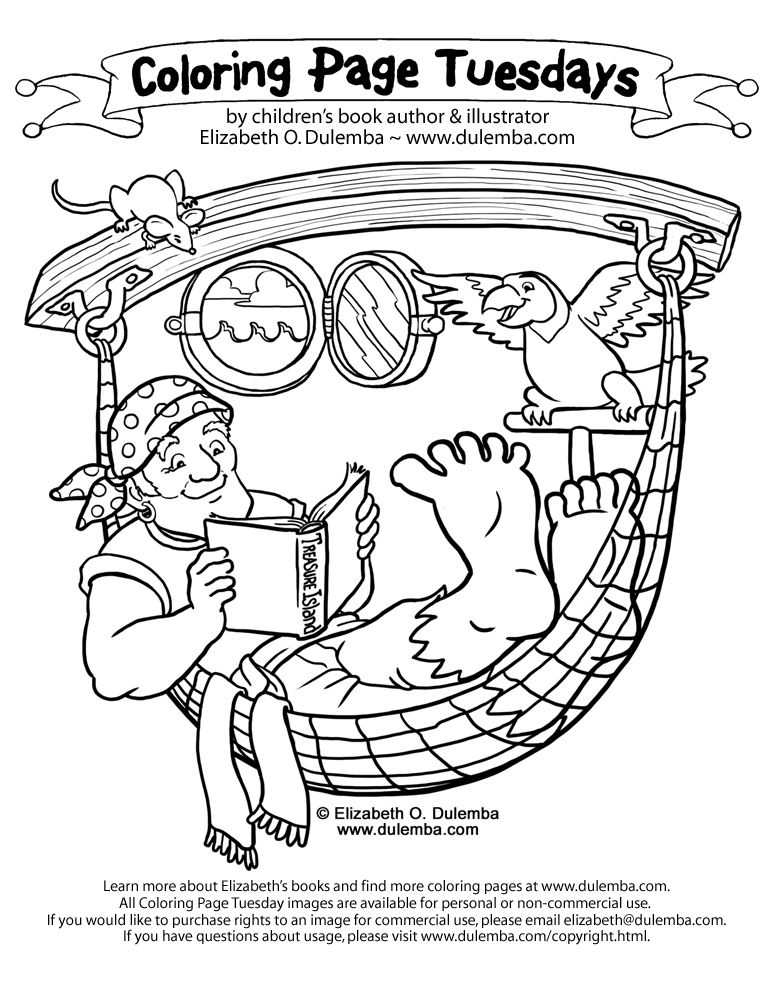 Coloring Page Tuesdays
by children's book author & illustrator
Elizabeth O. Dulemba ~ www.dulemba.com
Treasure Island
© Elizabeth O. Dulemba
www.dulemba.com
Learn more about Elizabeth's books and find more coloring pages at www.dulemba.com.
All Coloring Page Tuesday images are available for personal or non-commercial use.
If you would like to purchase rights to an image for commercial use, please email elizabeth@dulemba.com.
If you have questions about usage, please visit www.dulemba.com/copyright.html.